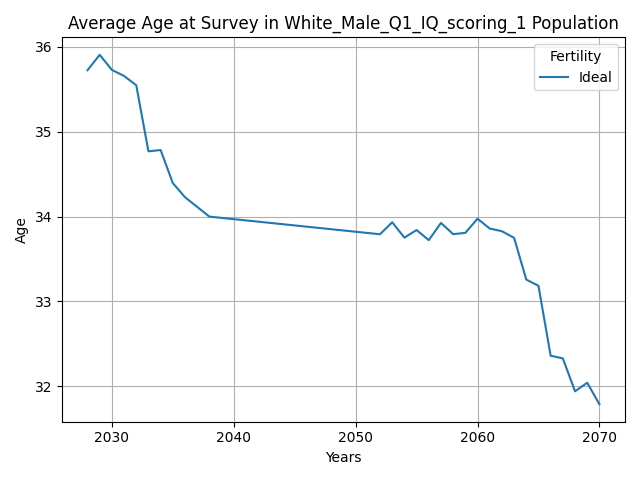 Average Age at Survey in White_Male_Q1_IQ_scoring_1 Population
Fertility
Ideal
36
35
34
33
32
Age
2030
2040
2050
2060
2070
Years